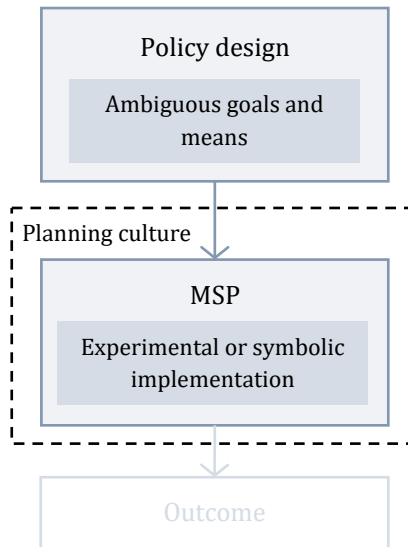 Policy design
Ambiguous goals and
means
Planning culture
MSP
Experimental or symbolic
implementation
Outcome